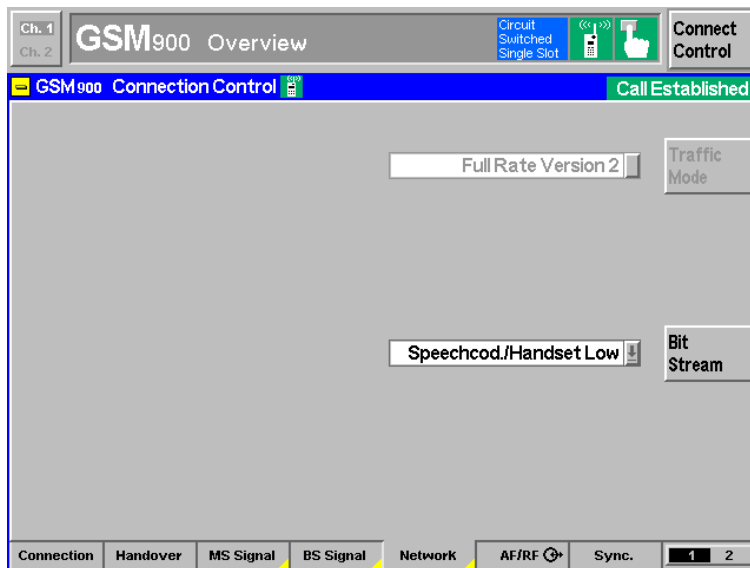 Ch. 1
Ch. 2
GSM900 Overview
Circuit
Switched
Single Slot
Connect
Control
GSM900 Connection Control
Call Established
Full Rate Version 2
Traffic
Mode
Speechcod./Handset Low
Bit
Stream
Connection Handover MS Signal BS Signal Network AF/RF Sync. 1 2